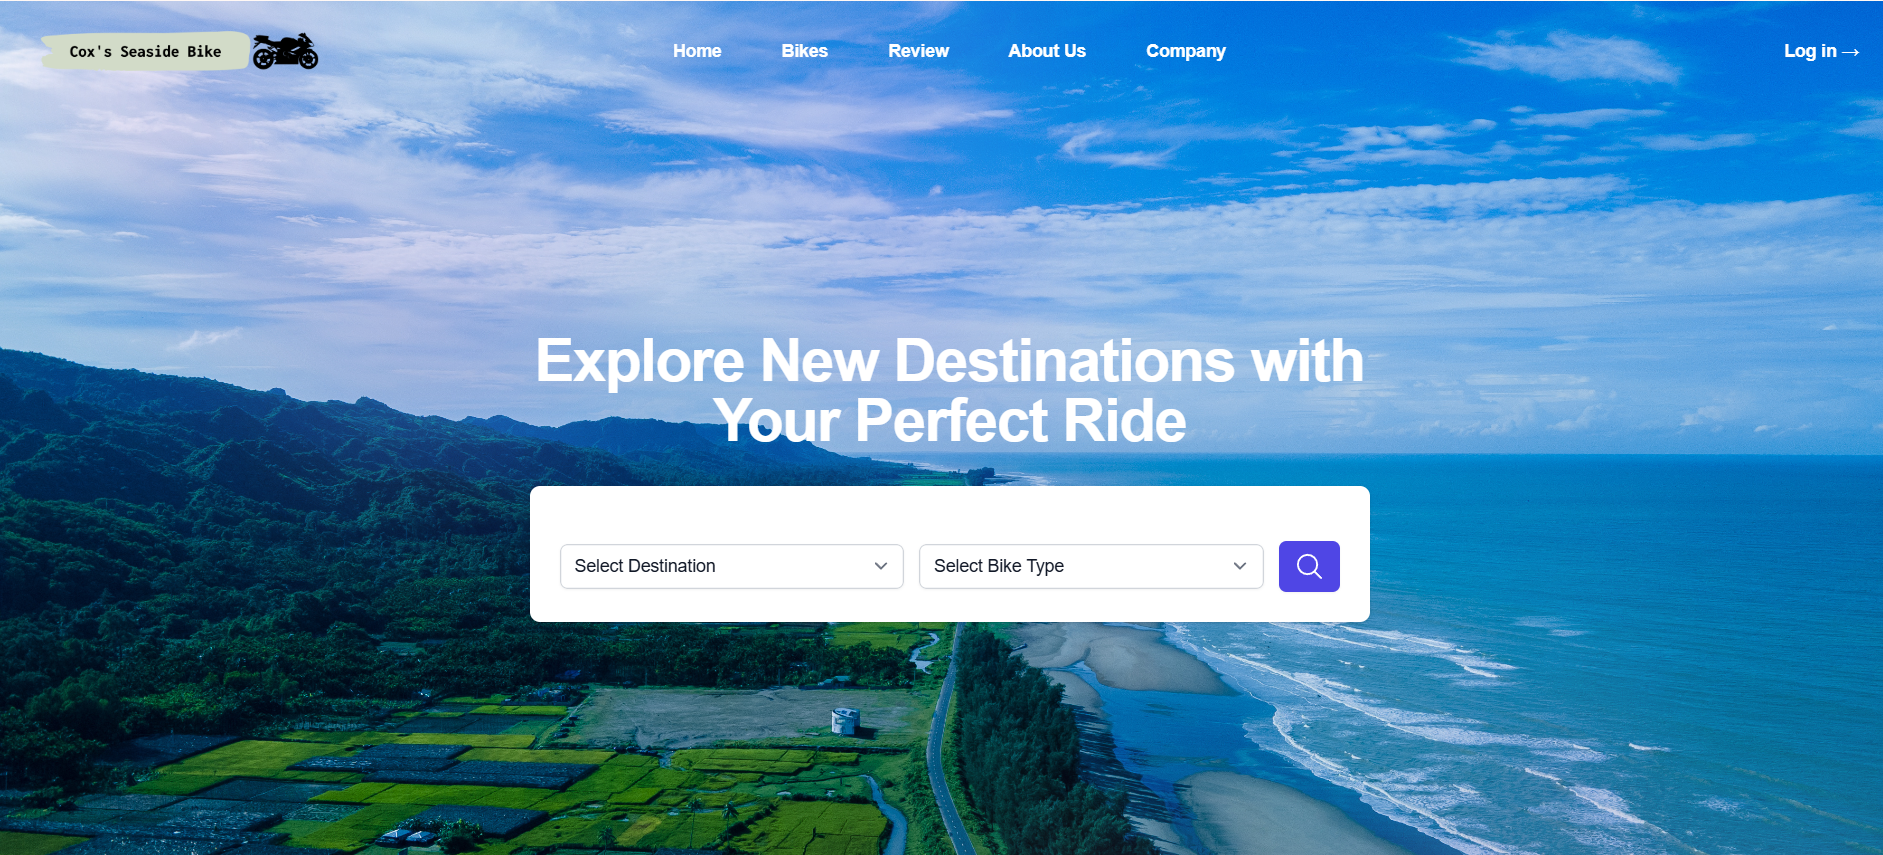 Cox's Seaside Bike
Home
Bikes
Review
About Us
Company
Log in →
Explore New Destinations with
Your Perfect Ride
Select Destination
Select Bike Type